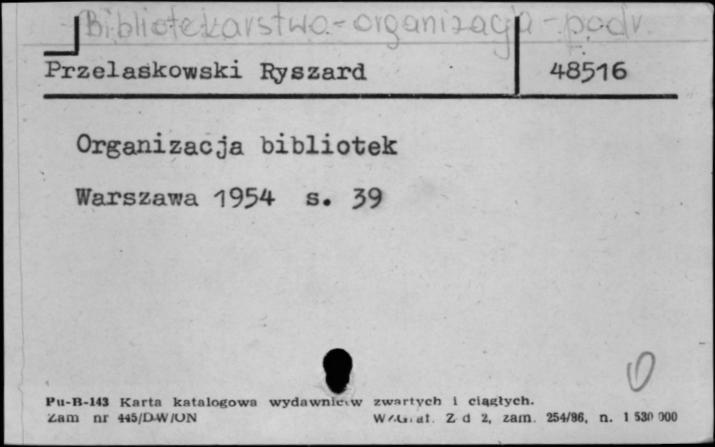 Bibliotekarstwo - organizacja - podr.
Przelaskowski Ryszard 48516
Organizacja bibliotek
Warszawa 1954 s. 39
Pu-B-143 Karta katalogowa wydawnictw zwartych i ciągłych.
Zam nr 445/DW/UN Z d 2, zam. 254/86, n. 1 530 000